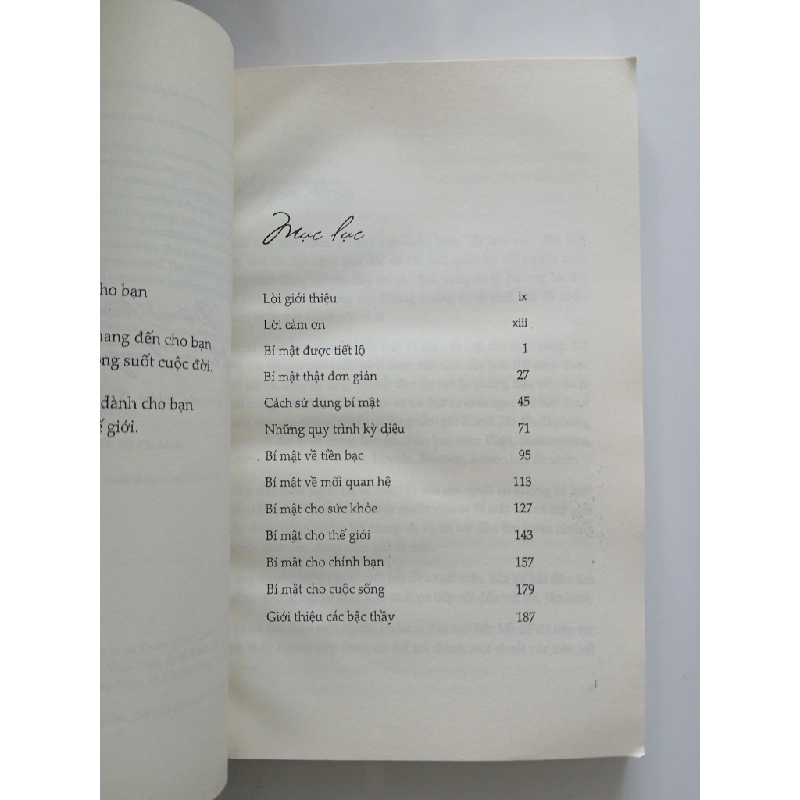 ho bạn
nang đến cho bạn
ng suốt cuộc đời.
dành cho bạn
giới.
Mục lục
Lời giới thiệu ix
Lời cảm ơn xiii
Bí mật được tiết lộ 1
Bí mật thật đơn giản 27
Cách sử dụng bí mật 45
Những quy trình kỳ diệu 71
Bí mật về tiền bạc 95
Bí mật về mối quan hệ 113
Bí mật cho sức khỏe 127
Bí mật cho thế giới 143
Bí mật cho chính bạn 157
Bí mật cho cuộc sống 179
Giới thiệu các bậc thầy 187